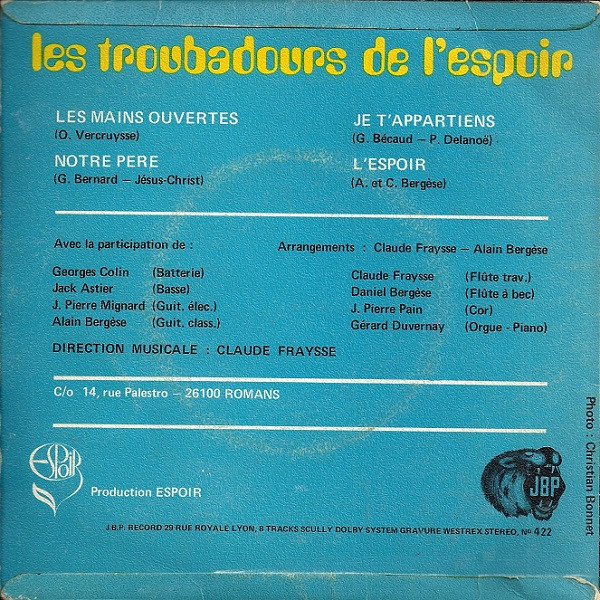 les troubadours de l'espoir
LES MAINS OUVERTES
(O. Vercruysse)
NOTRE PERE
(G. Bernard – Jésus-Christ)
JE T'APPARTIENS
(G. Bécaud – P. Delanoë)
L'ESPOIR
(A. et C. Bergèse)
Avec la participation de :
Georges Colin (Batterie)
Jack Astier (Basse)
J. Pierre Mignard (Guit. élec.)
Alain Bergèse (Guit. class.)
Arrangements : Claude Fraysse – Alain Bergèse
Claude Fraysse (Flûte trav.)
Daniel Bergèse (Flûte à bec)
J. Pierre Pain (Cor)
Gérard Duvernay (Orgue - Piano)
DIRECTION MUSICALE : CLAUDE FRAYSSE
C/o 14, rue Palestro – 26100 ROMANS
ESPOIR
Production ESPOIR
JBP
J.B.P. RECORD 29 RUE ROYALE LYON, 8 TRACKS SCULLY DOLBY SYSTEM GRAVURE WESTREX STEREO, No 422
Photo : Christian Bonnet